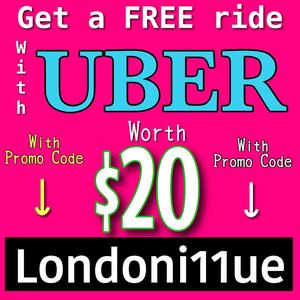 Get a FREE ride
With
UBER
Worth
With
Promo Code
With
Promo Code
$20
Londoni11ue